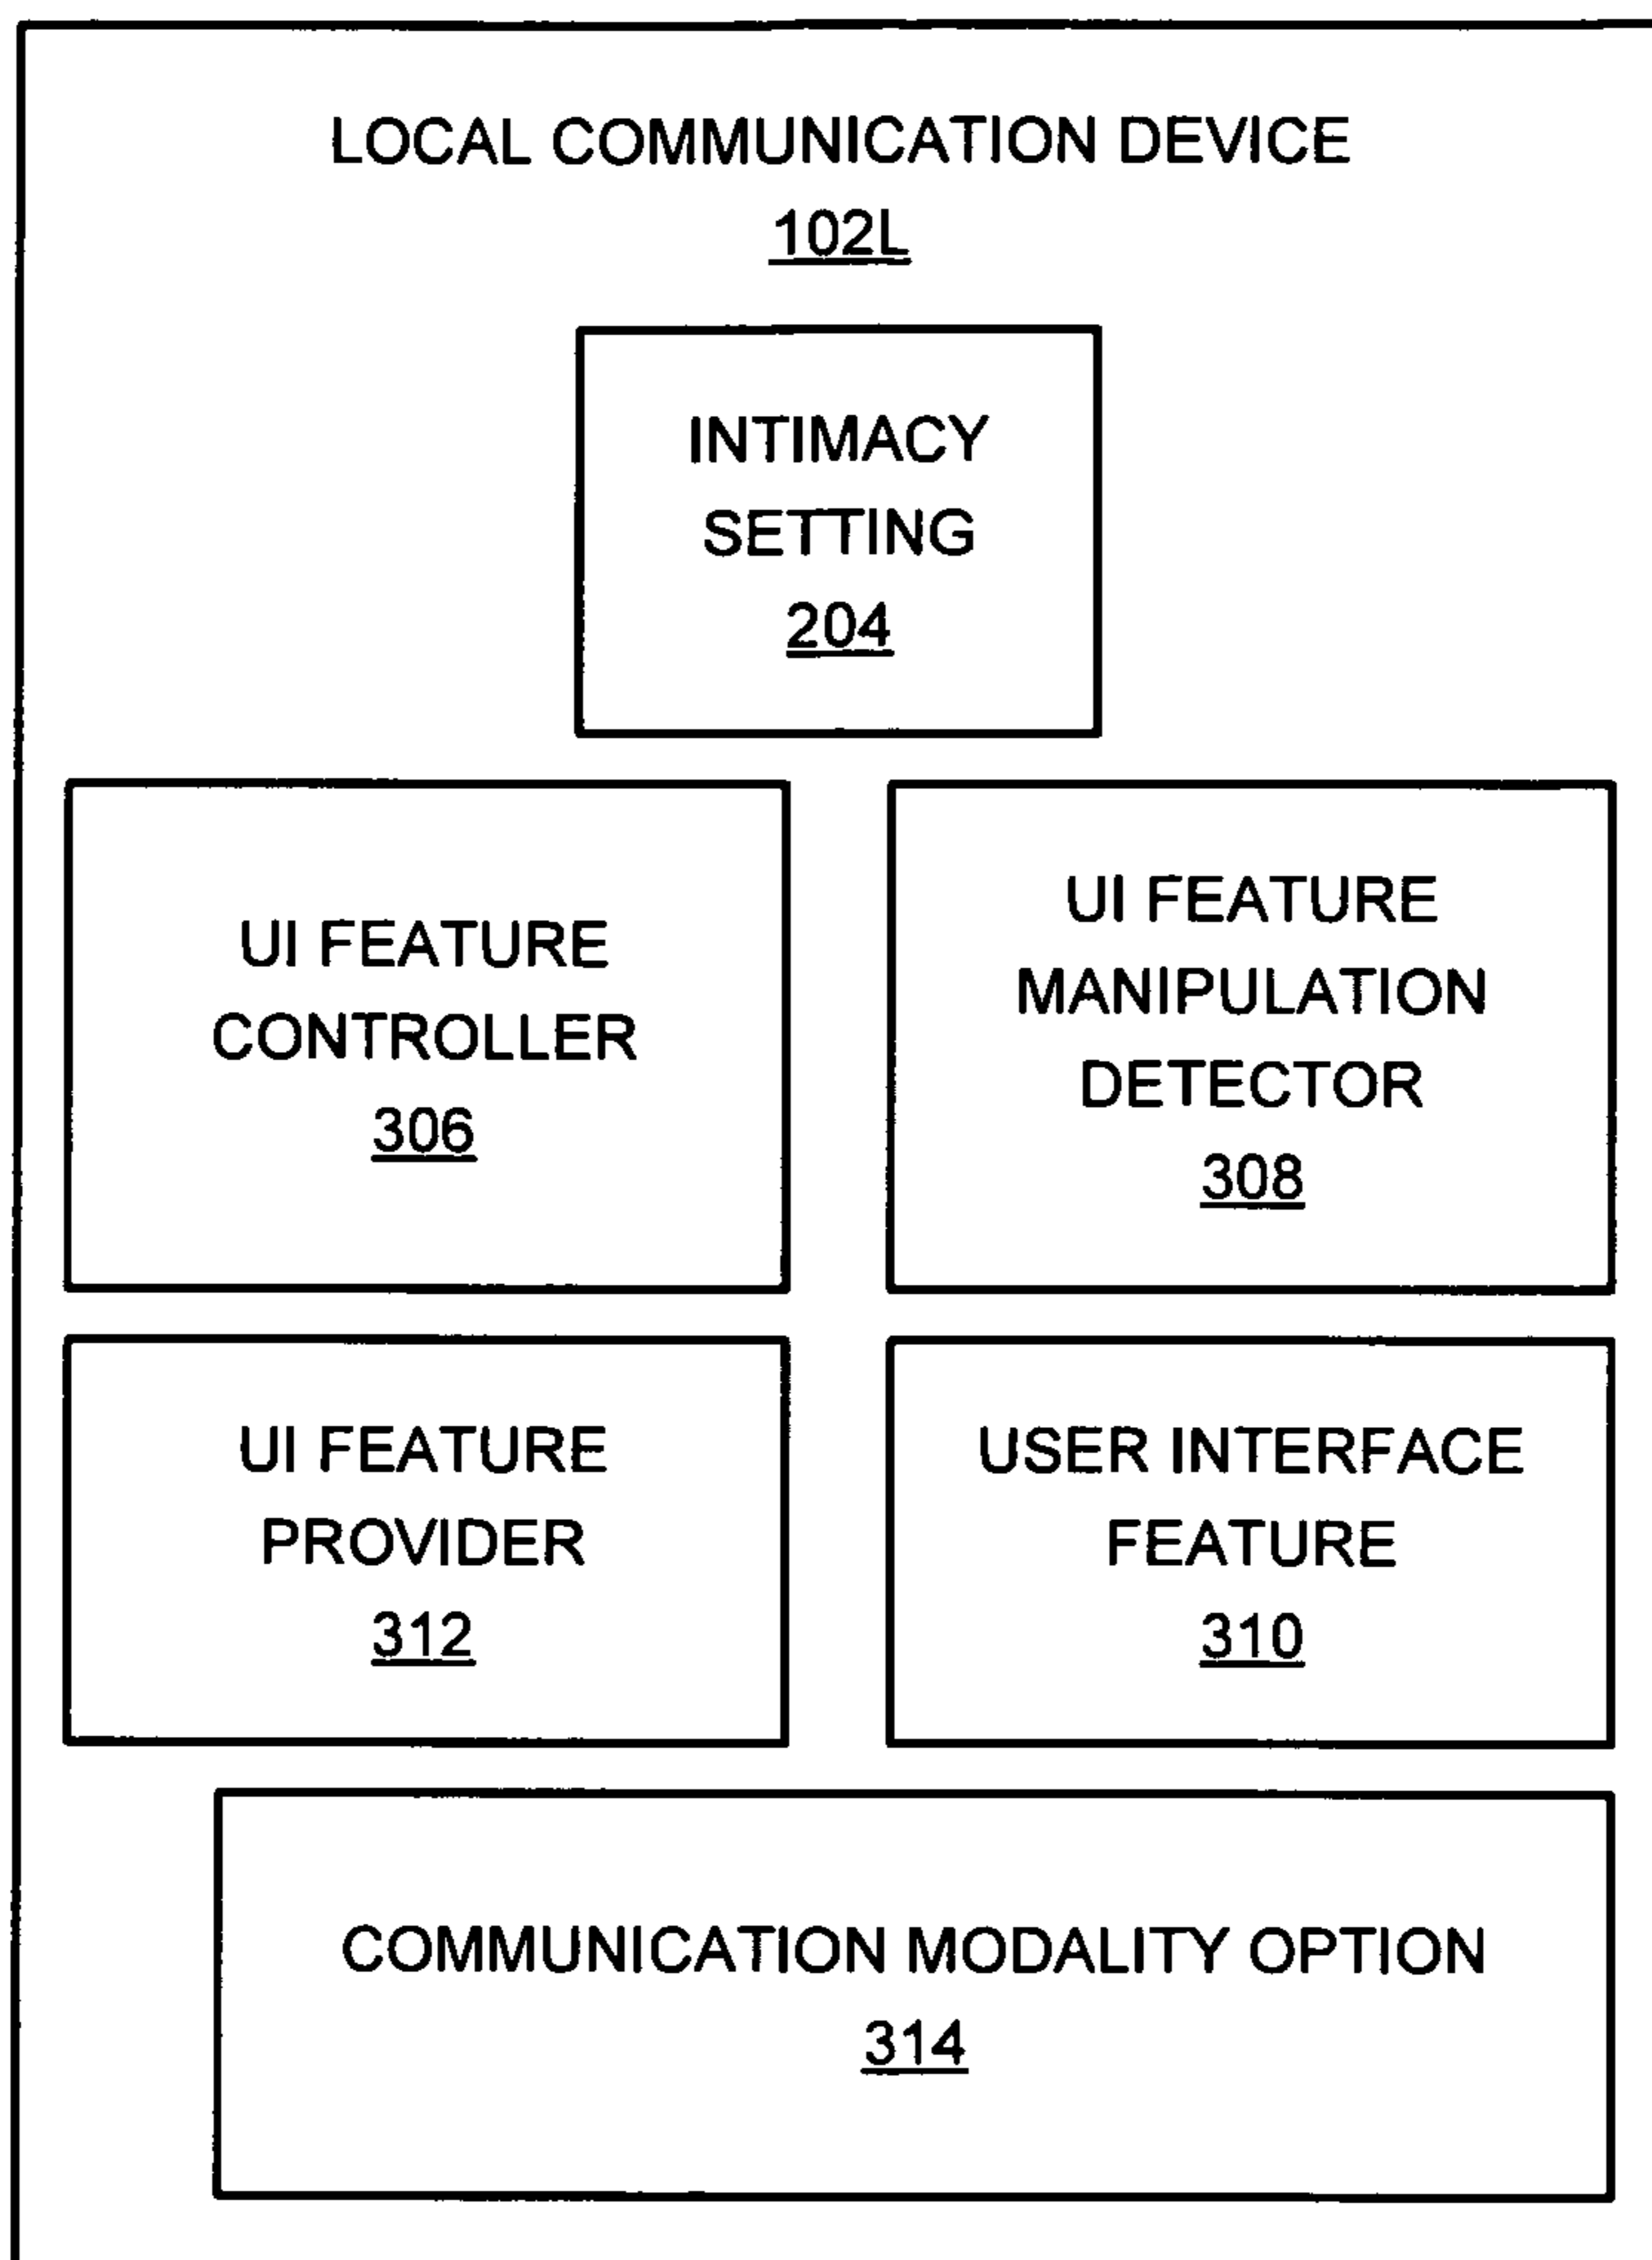 LOCAL COMMUNICATION DEVICE
102L
INTIMACY
SETTING
204
UI FEATURE
CONTROLLER
306
UI FEATURE
MANIPULATION
DETECTOR
308
UI FEATURE
PROVIDER
312
USER INTERFACE
FEATURE
310
COMMUNICATION MODALITY OPTION
314